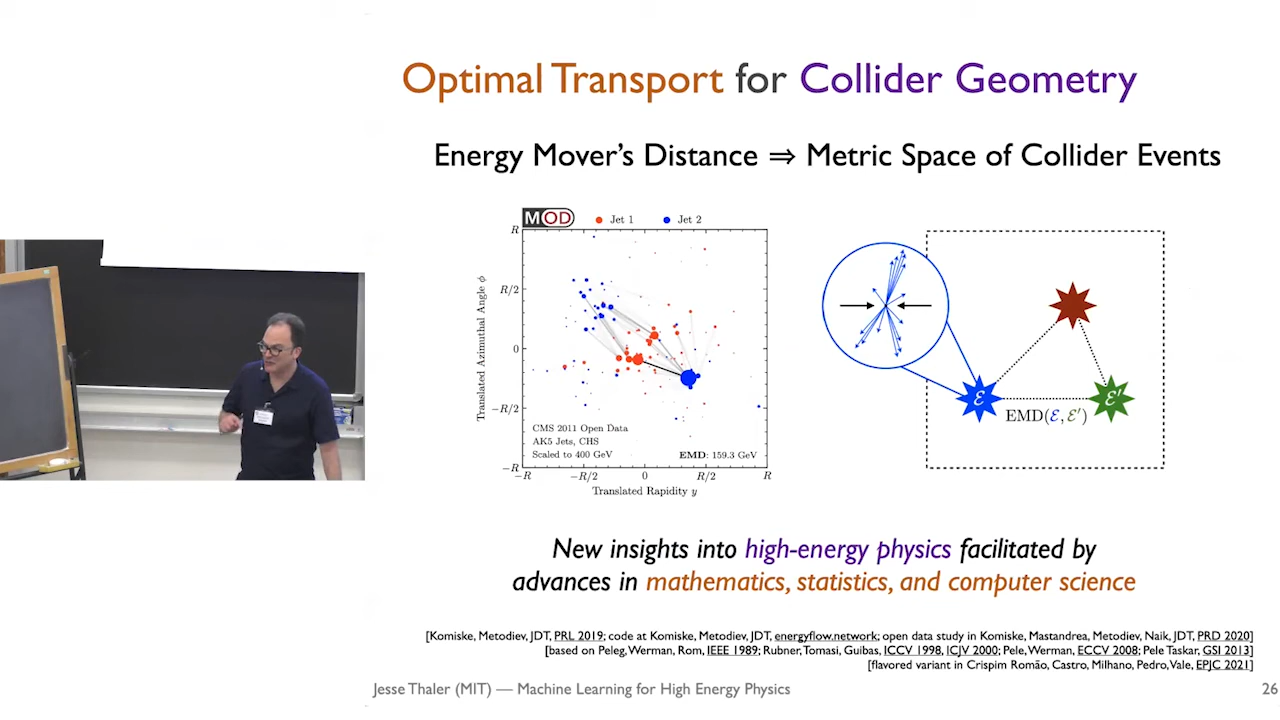 Optimal Transport for Collider Geometry
Energy Mover's Distance ⇒ Metric Space of Collider Events
MOD
Jet 1
Jet 2
Translated Azimuthal Angle ϕ
R
R/2
0
−R/2
−R
CMS 2011 Open Data
AK5 Jets, CHS
Scaled to 400 GeV
EMD: 159.3 GeV
−R
−R/2
0
R/2
R
Translated Rapidity y
ℰ
ℰ′
EMD(ℰ, ℰ′)
New insights into high-energy physics facilitated by
advances in mathematics, statistics, and computer science
[Komiske, Metodiev, JDT, PRL 2019; code at Komiske, Metodiev, JDT, energyflow.network; open data study in Komiske, Mastandrea, Metodiev, Naik, JDT, PRD 2020]
[based on Peleg, Werman, Rom, IEEE 1989; Rubner, Tomasi, Guibas, ICCV 1998, ICJV 2000; Pele, Werman, ECCV 2008; Pele Taskar, GSI 2013]
[flavored variant in Crispim Romão, Castro, Milhano, Pedro, Vale, EPJC 2021]
Jesse Thaler (MIT) — Machine Learning for High Energy Physics
26